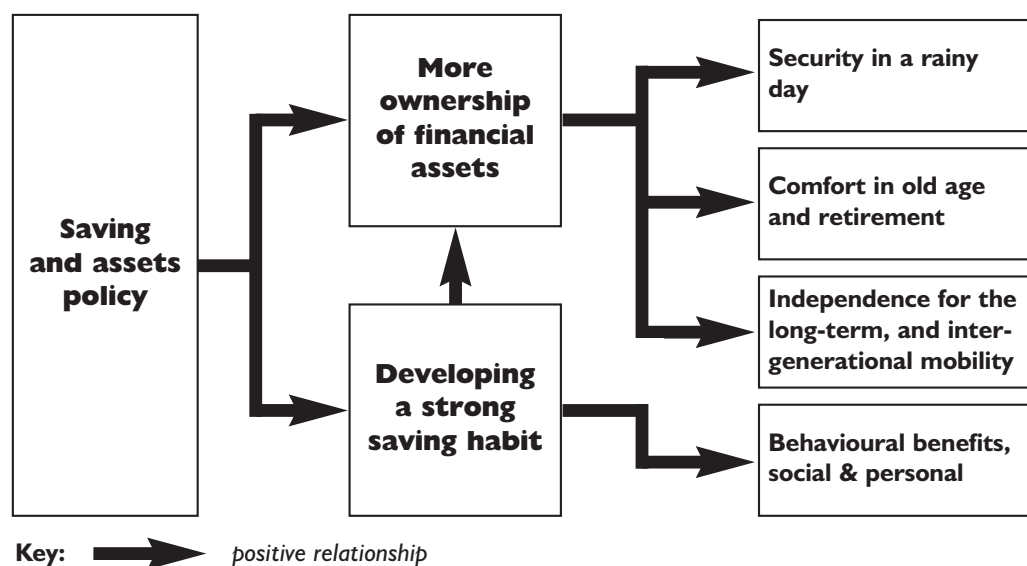 Saving
and assets
policy
More
ownership
of financial
assets
Developing
a strong
saving habit
Security in a rainy
day
Comfort in old age
and retirement
Independence for the
long-term, and inter-
generational mobility
Behavioural benefits,
social & personal
Key: positive relationship